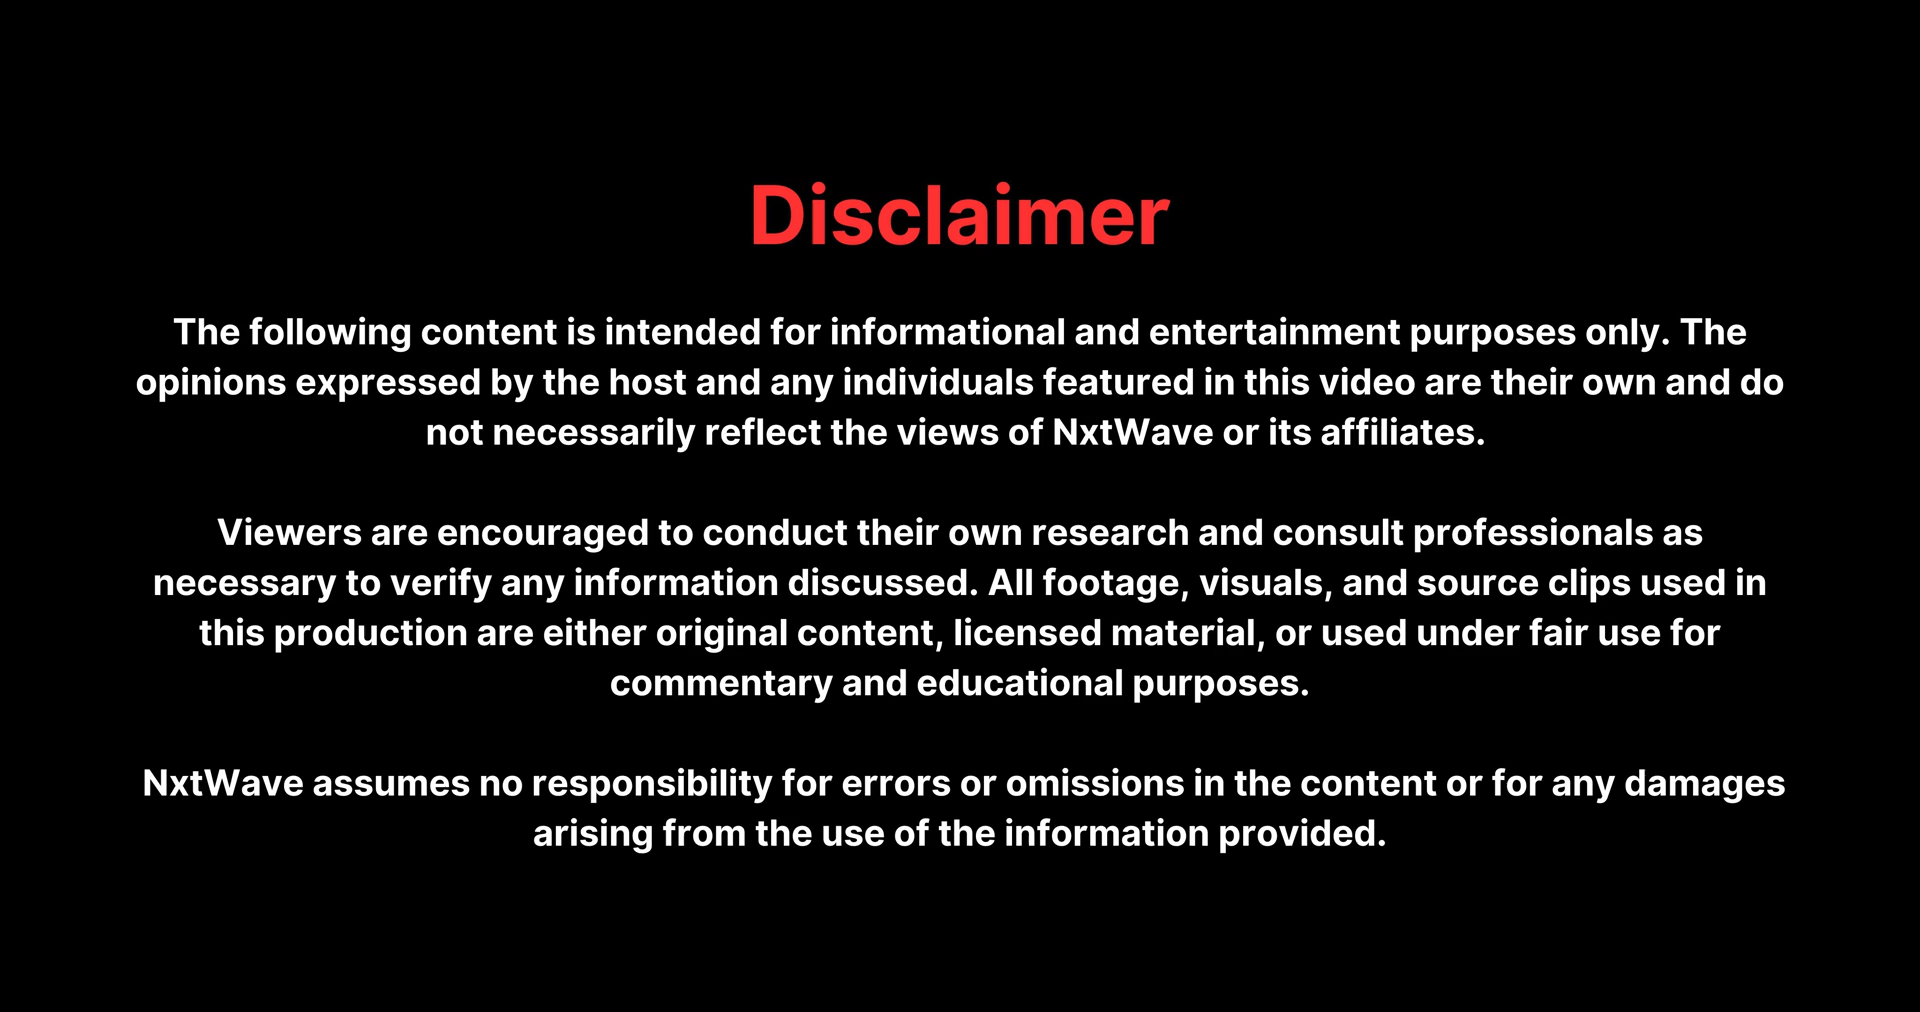 Disclaimer
The following content is intended for informational and entertainment purposes only. The
opinions expressed by the host and any individuals featured in this video are their own and do
not necessarily reflect the views of NxtWave or its affiliates.
Viewers are encouraged to conduct their own research and consult professionals as
necessary to verify any information discussed. All footage, visuals, and source clips used in
this production are either original content, licensed material, or used under fair use for
commentary and educational purposes.
NxtWave assumes no responsibility for errors or omissions in the content or for any damages
arising from the use of the information provided.